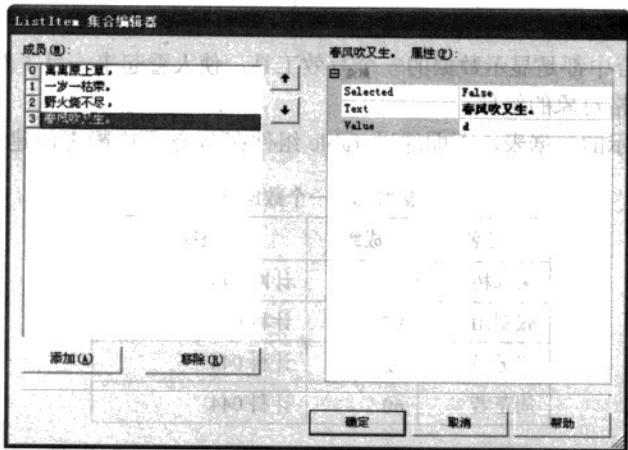 ListItem 集合编辑器
成员(M):
0 离离原上草，
1 一岁一枯荣。
2 野火烧不尽，
3 春风吹又生。
添加(A) 移除(R)
春风吹又生。 属性(P):
杂项
Selected False
Text 春风吹又生。
Value d
确定 取消 帮助